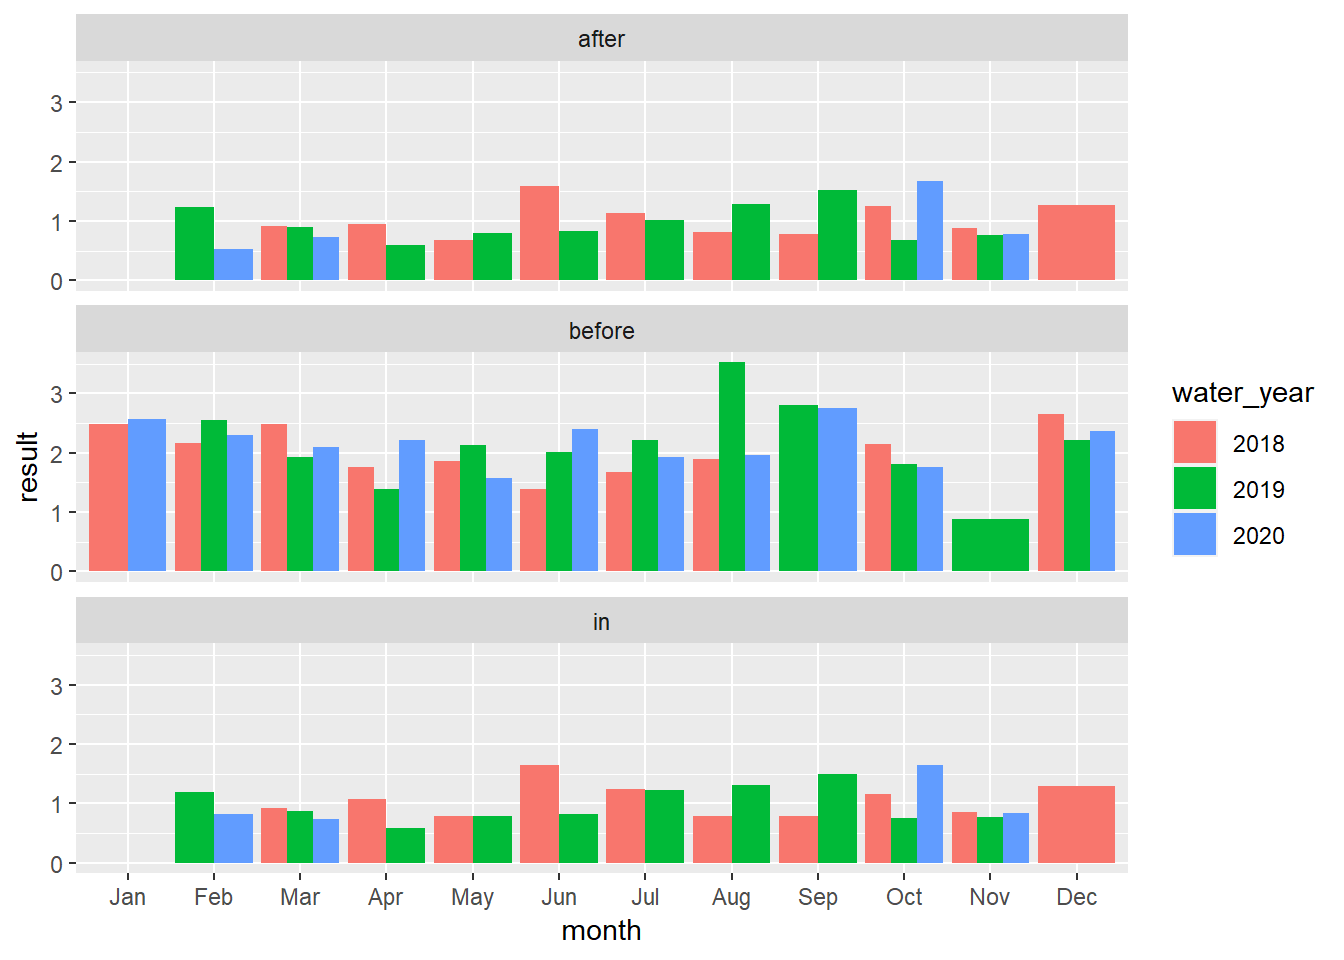 after
3
2
1
0
before
3
2
1
0
in
3
2
1
0
Jan Feb Mar Apr May Jun Jul Aug Sep Oct Nov Dec
month
result
water_year
2018
2019
2020